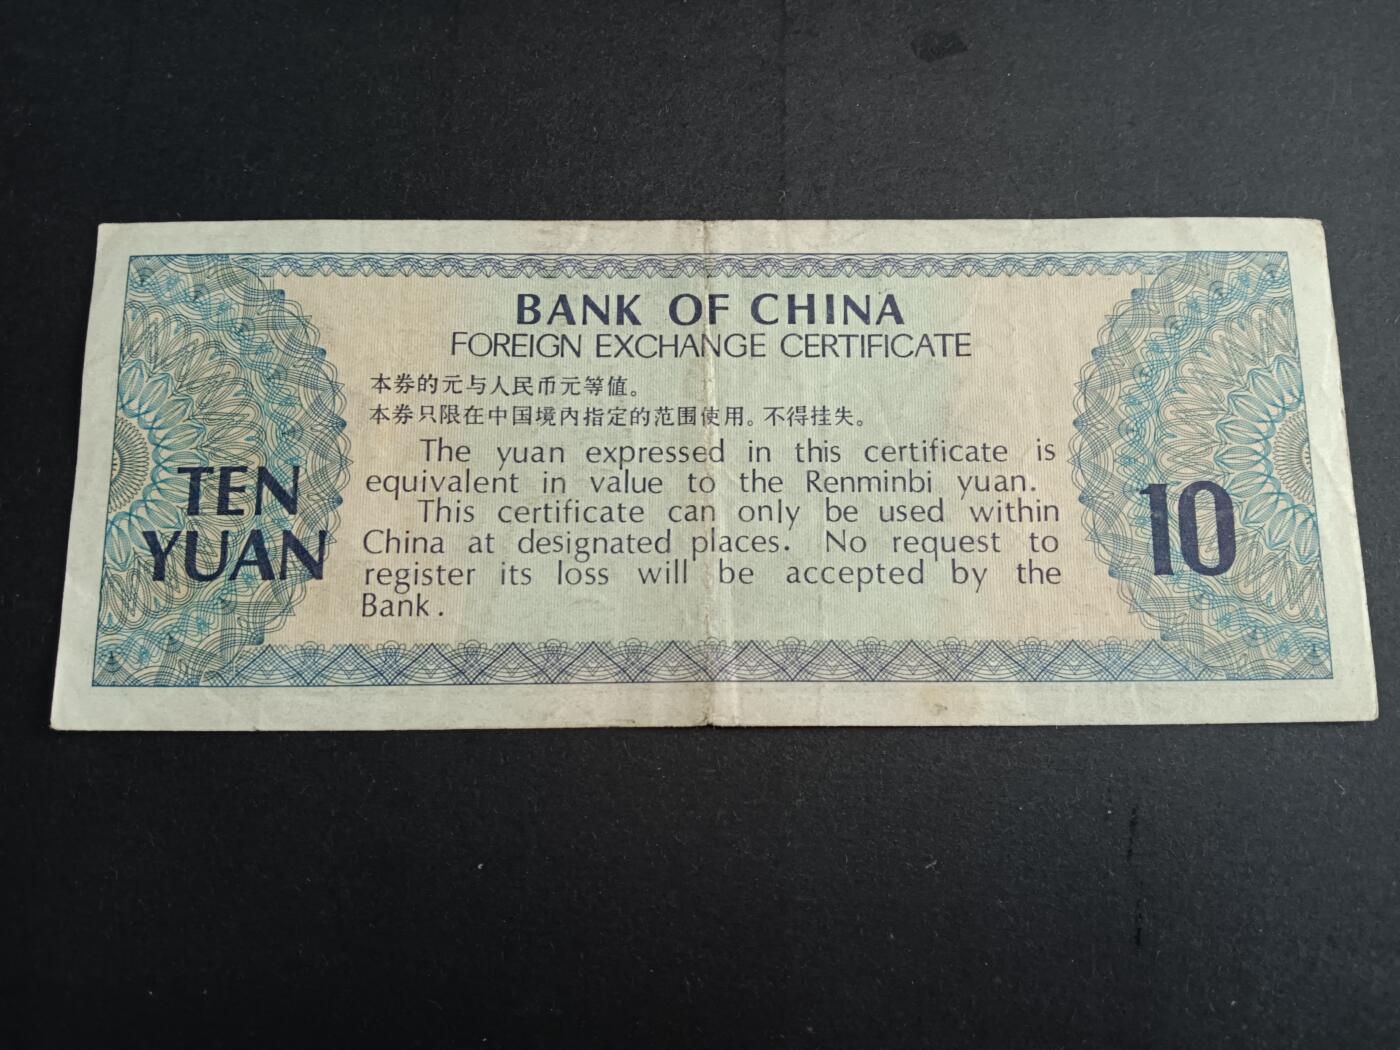 BANK OF CHINA
FOREIGN EXCHANGE CERTIFICATE
本券的元与人民币元等值。
本券只限在中国境内指定的范围使用。不得挂失。
The yuan expressed in this certificate is
equivalent in value to the Renminbi yuan.
This certificate can only be used within
China at designated places. No request to
register its loss will be accepted by the
Bank.
TEN
YUAN
10